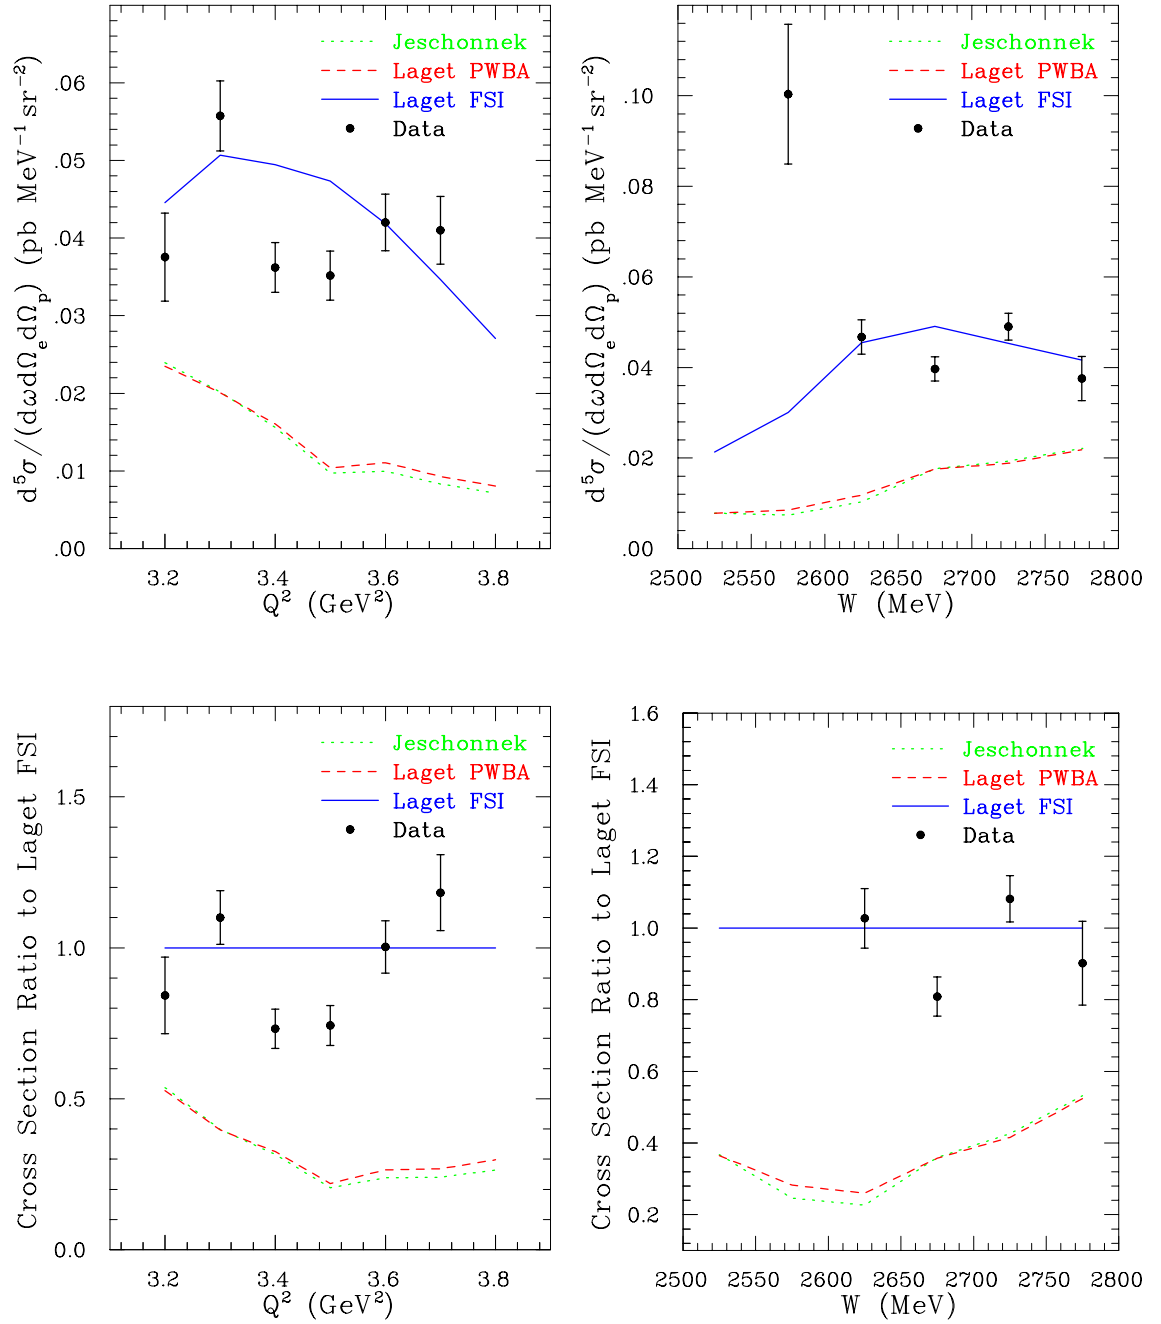 Jeschonnek
Laget PWBA
Laget FSI
Data
.06
.05
.04
.03
.02
.01
.00
3.2
3.4
3.6
3.8
Q² (GeV²)
d⁵σ/(dωdΩₑdΩₚ) (pb MeV⁻¹sr⁻²)
Jeschonnek
Laget PWBA
Laget FSI
Data
.10
.08
.06
.04
.02
.00
2500
2550
2600
2650
2700
2750
2800
W (MeV)
d⁵σ/(dωdΩₑdΩₚ) (pb MeV⁻¹sr⁻²)
Jeschonnek
Laget PWBA
Laget FSI
Data
1.5
1.0
0.5
0.0
3.2
3.4
3.6
3.8
Q² (GeV²)
Cross Section Ratio to Laget FSI
Jeschonnek
Laget PWBA
Laget FSI
Data
1.6
1.4
1.2
1.0
0.8
0.6
0.4
0.2
2500
2550
2600
2650
2700
2750
2800
W (MeV)
Cross Section Ratio to Laget FSI